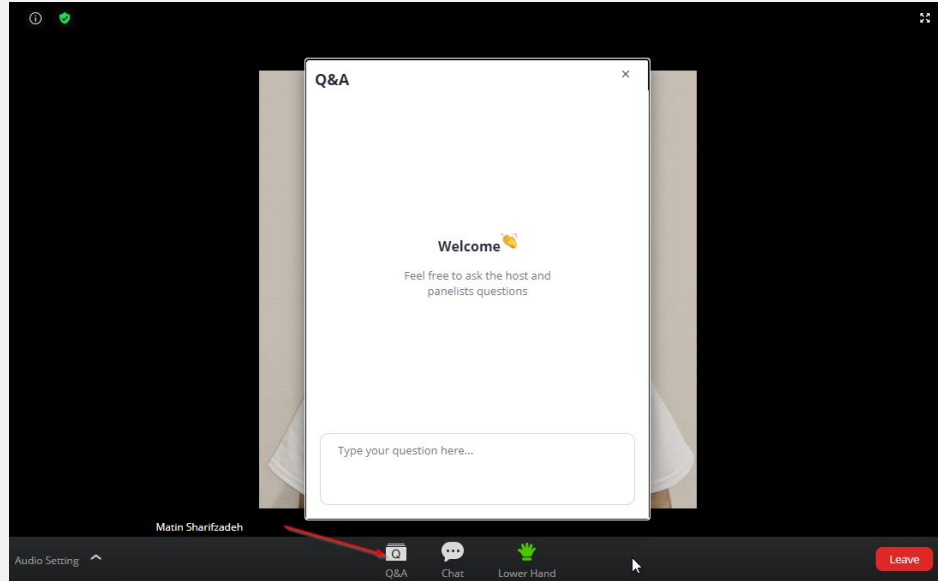 Q&A
×
Welcome👏
Feel free to ask the host and
panelists questions
Type your question here...
Matin Sharifzadeh
Audio Setting
Q
Q&A
Chat
Lower Hand
Leave